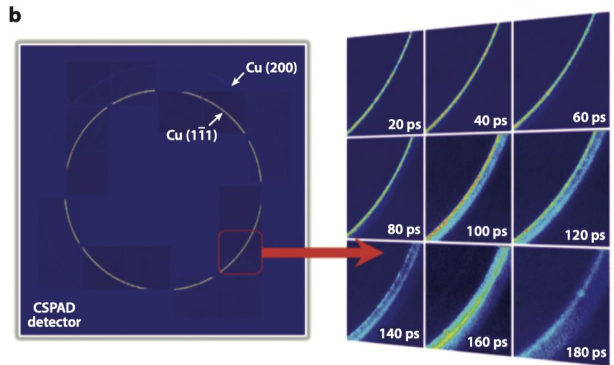 b
Cu (200)
Cu (11̄1)
CSPAD
detector
20 ps
40 ps
60 ps
80 ps
100 ps
120 ps
140 ps
160 ps
180 ps